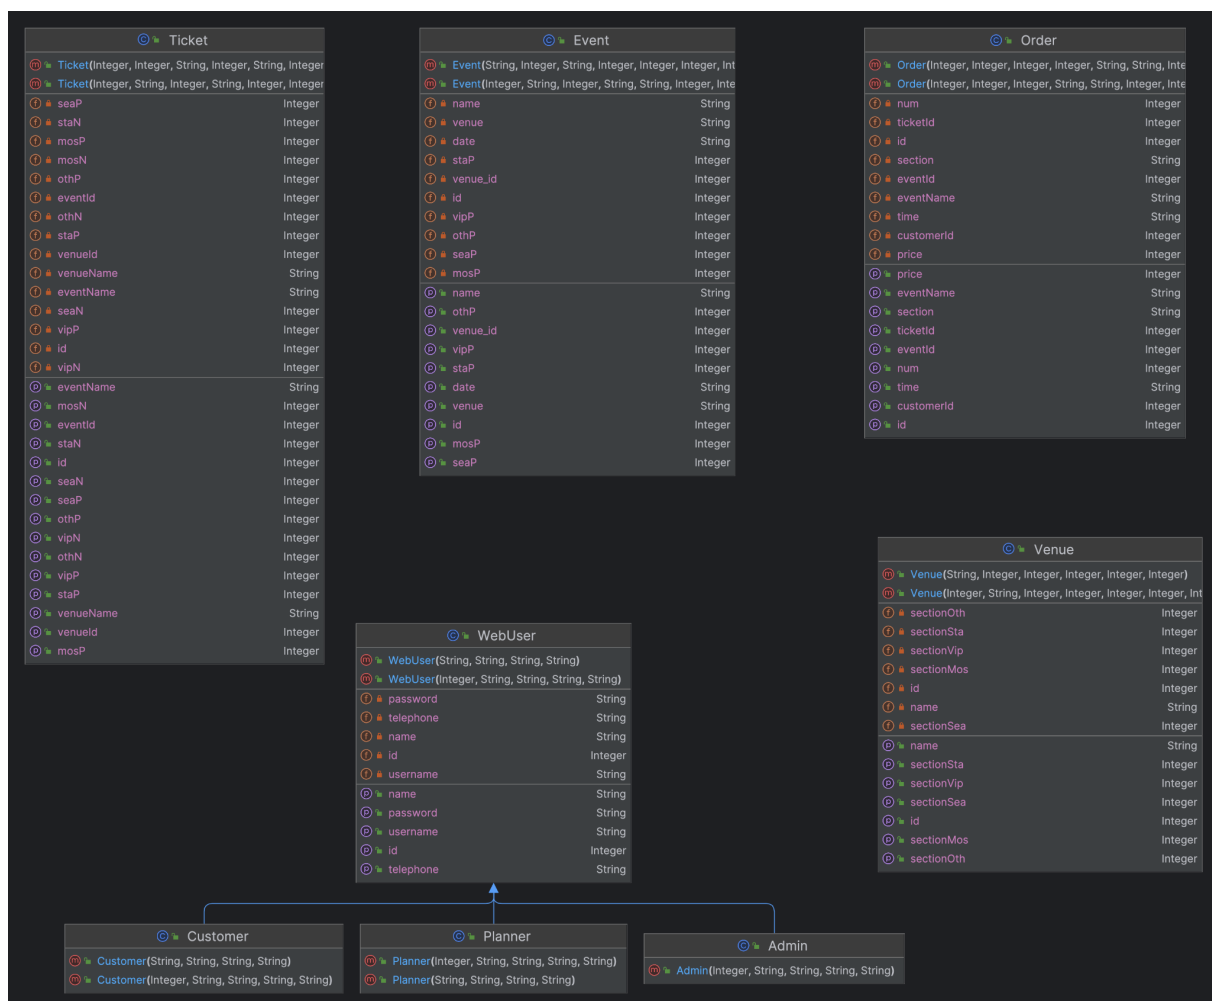 Ticket
Ticket(Integer, Integer, String, Integer, String, Integer
Ticket(Integer, String, Integer, String, Integer, Integer
seaP Integer
staN Integer
mosP Integer
mosN Integer
othP Integer
eventId Integer
othN Integer
staP Integer
venueId Integer
venueName String
eventName String
seaN Integer
vipP Integer
id Integer
vipN Integer
eventName String
mosN Integer
eventId Integer
staN Integer
id Integer
seaN Integer
seaP Integer
othP Integer
vipN Integer
othN Integer
vipP Integer
staP Integer
venueName String
venueId Integer
mosP Integer
Event
Event(String, Integer, String, Integer, Integer, Integer, Int
Event(Integer, String, Integer, String, String, Integer, Inte
name String
venue String
date String
staP Integer
venue_id Integer
id Integer
vipP Integer
othP Integer
seaP Integer
mosP Integer
name String
othP Integer
venue_id Integer
vipP Integer
staP Integer
date String
venue String
id Integer
mosP Integer
seaP Integer
Order
Order(Integer, Integer, Integer, String, String, Inte
Order(Integer, Integer, Integer, String, String, Inte
num Integer
ticketId Integer
id Integer
section String
eventId Integer
eventName String
time String
customerId Integer
price Integer
price Integer
eventName String
section String
ticketId Integer
eventId Integer
num Integer
time String
customerId Integer
id Integer
Venue
Venue(String, Integer, Integer, Integer, Integer, Integer)
Venue(Integer, String, Integer, Integer, Integer, Integer, Int
sectionOth Integer
sectionSta Integer
sectionVip Integer
sectionMos Integer
id Integer
name String
sectionSea Integer
name String
sectionSta Integer
sectionVip Integer
sectionSea Integer
id Integer
sectionMos Integer
sectionOth Integer
WebUser
WebUser(String, String, String, String)
WebUser(Integer, String, String, String, String)
password String
telephone String
name String
id Integer
username String
name String
password String
username String
id Integer
telephone String
Customer
Customer(String, String, String, String)
Customer(Integer, String, String, String, String)
Planner
Planner(Integer, String, String, String, String)
Planner(String, String, String, String)
Admin
Admin(Integer, String, String, String, String)